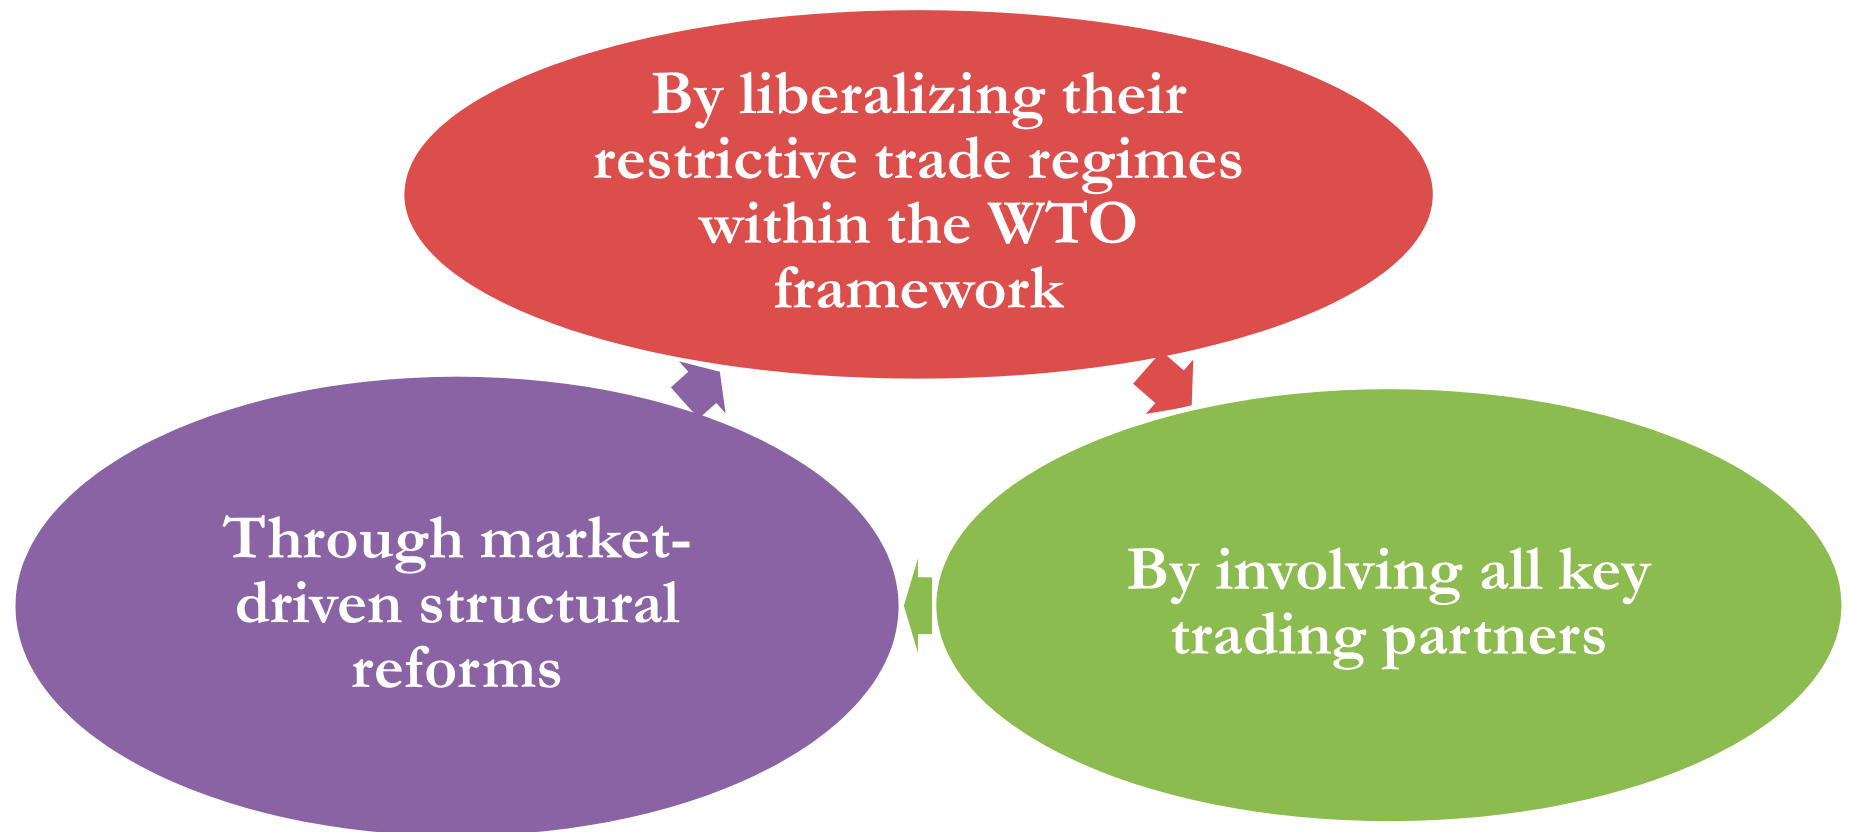 By liberalizing their
restrictive trade regimes
within the WTO
framework
By involving all key
trading partners
Through market-
driven structural
reforms